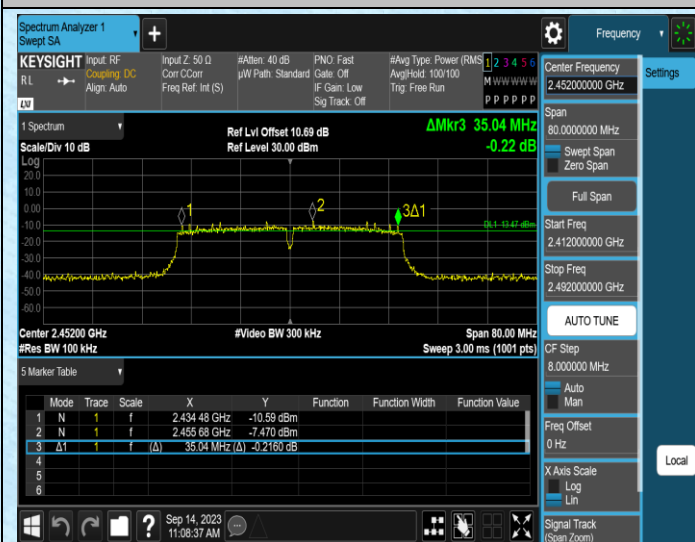 Spectrum Analyzer 1
Swept SA
+
Frequency
KEYSIGHT
RL
LXI
Input: RF
Coupling: DC
Align: Auto
Input Z: 50 Ω
Corr CCorr
Freq Ref: Int (S)
#Atten: 40 dB
µW Path: Standard
PNO: Fast
Gate: Off
IF Gain: Low
Sig Track: Off
#Avg Type: Power (RMS
Avg|Hold: 100/100
Trig: Free Run
1 2 3 4 5 6
M W W W W W
P P P P P P
Center Frequency
2.452000000 GHz
Settings
Span
80.0000000 MHz
Swept Span
Zero Span
Full Span
Start Freq
2.412000000 GHz
Stop Freq
2.492000000 GHz
AUTO TUNE
CF Step
8.000000 MHz
Auto
Man
Freq Offset
0 Hz
X Axis Scale
Log
Lin
Signal Track
(Span Zoom)
Local
1 Spectrum
Scale/Div 10 dB
Ref Lvl Offset 10.69 dB
Ref Level 30.00 dBm
ΔMkr3 35.04 MHz
-0.22 dB
Log
20.0
10.0
0.00
-10.0
-20.0
-30.0
-40.0
-50.0
-60.0
1
2
3Δ1
DL1 -13.47 dBm
Center 2.45200 GHz
#Video BW 300 kHz
Span 80.00 MHz
#Res BW 100 kHz
Sweep 3.00 ms (1001 pts)
5 Marker Table
Mode Trace Scale X Y Function Function Width Function Value
1 N 1 f 2.434 48 GHz -10.59 dBm
2 N 1 f 2.455 68 GHz -7.470 dBm
3 Δ1 1 f (Δ) 35.04 MHz (Δ) -0.2160 dB
4
5
6
?
Sep 14, 2023
11:08:37 AM